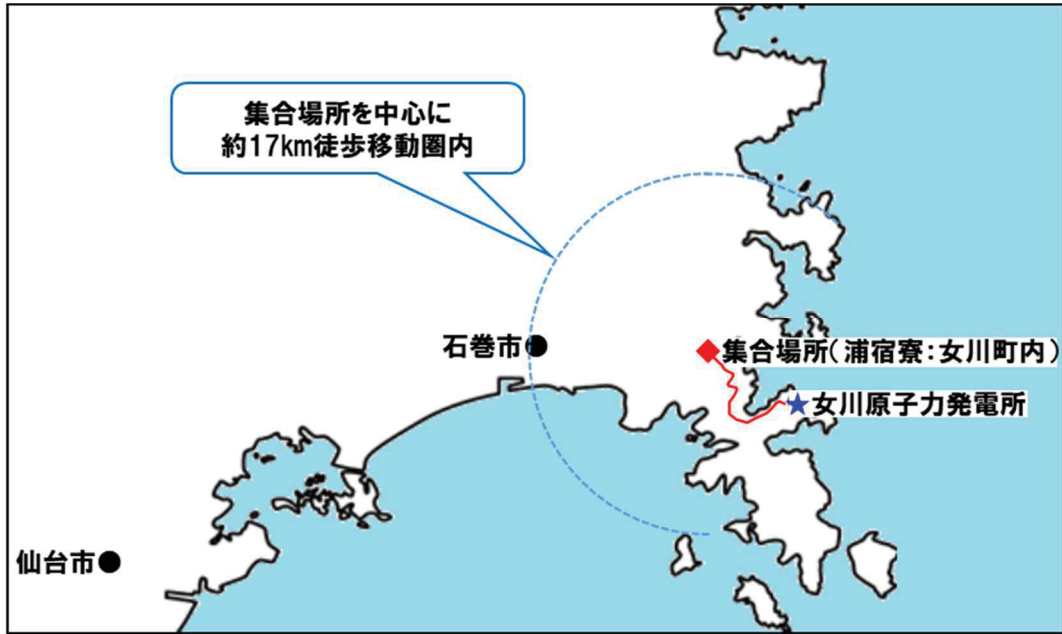 集合場所を中心に
約17km徒歩移動圏内
石巻市
集合場所(浦宿寮:女川町内)
女川原子力発電所
仙台市